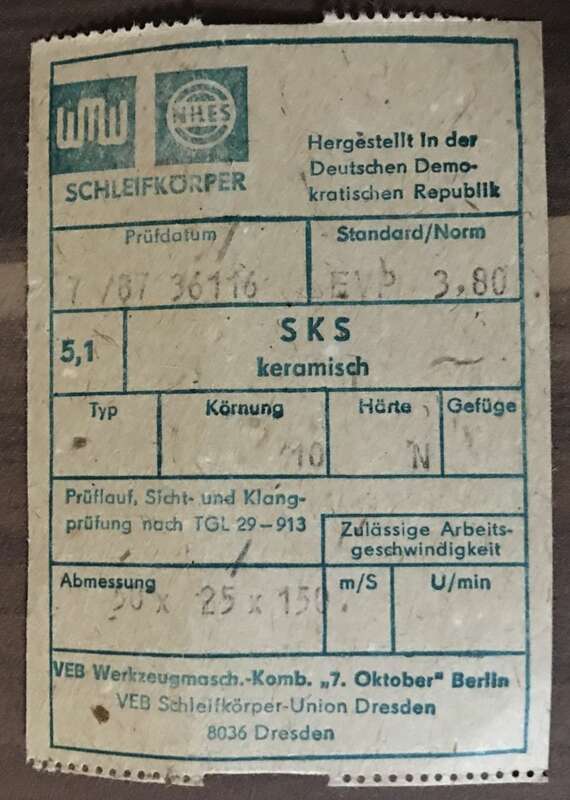 WMW NILES
SCHLEIFKÖRPER
Hergestellt in der
Deutschen Demo-
kratischen Republik
Prüfdatum
Standard/Norm
7 /87 36116
EVP 3,80
5,1
SKS
keramisch
Typ
Körnung
Härte
Gefüge
10
N
Prüflauf, Sicht- und Klang-
prüfung nach TGL 29-913
Zulässige Arbeits-
geschwindigkeit
Abmessung
m/S
U/min
50 x 25 x 150
VEB Werkzeugmasch.-Komb. „7. Oktober" Berlin
VEB Schleifkörper-Union Dresden
8036 Dresden